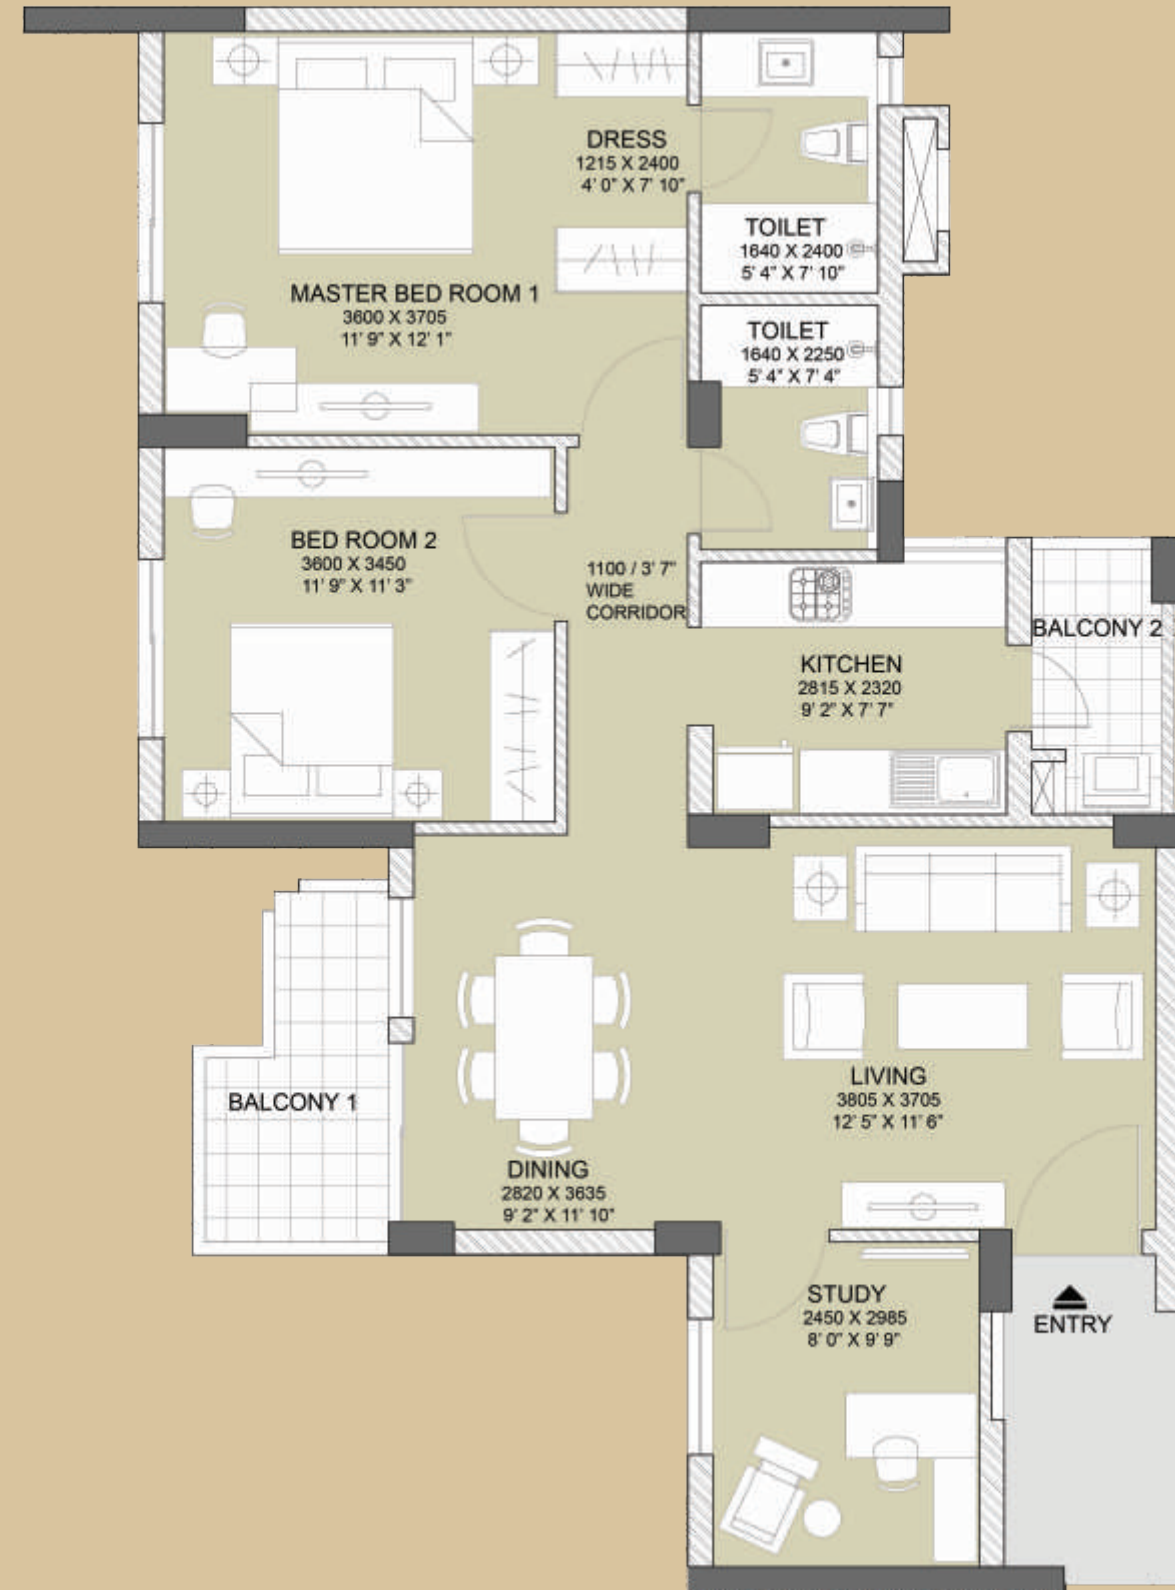 DRESS
1215 X 2400
4' 0" X 7' 10"
TOILET
1640 X 2400
5' 4" X 7' 10"
MASTER BED ROOM 1
3600 X 3705
11' 9" X 12' 1"
TOILET
1640 X 2250
5' 4" X 7' 4"
BED ROOM 2
3600 X 3450
11' 9" X 11' 3"
1100 / 3' 7"
WIDE
CORRIDOR
BALCONY 2
KITCHEN
2815 X 2320
9' 2" X 7' 7"
LIVING
3805 X 3705
12' 5" X 11' 6"
BALCONY 1
DINING
2820 X 3635
9' 2" X 11' 10"
STUDY
2450 X 2985
8' 0" X 9' 9"
ENTRY